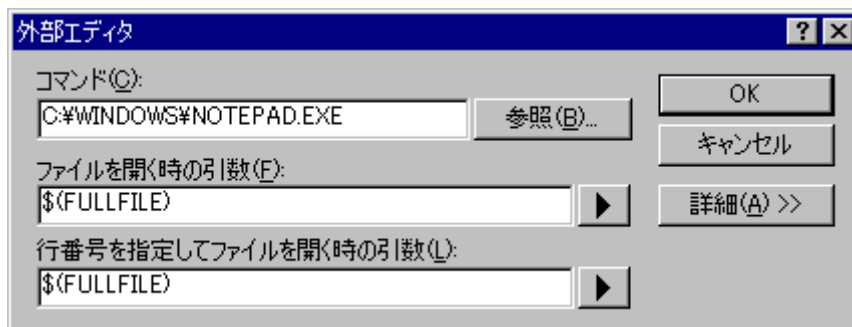 外部エディタ
コマンド(C):
C:¥WINDOWS¥NOTEPAD.EXE
参照(B)...
OK
キャンセル
ファイルを開く時の引数(F):
$(FULLFILE)
詳細(A) >>
行番号を指定してファイルを開く時の引数(L):
$(FULLFILE)